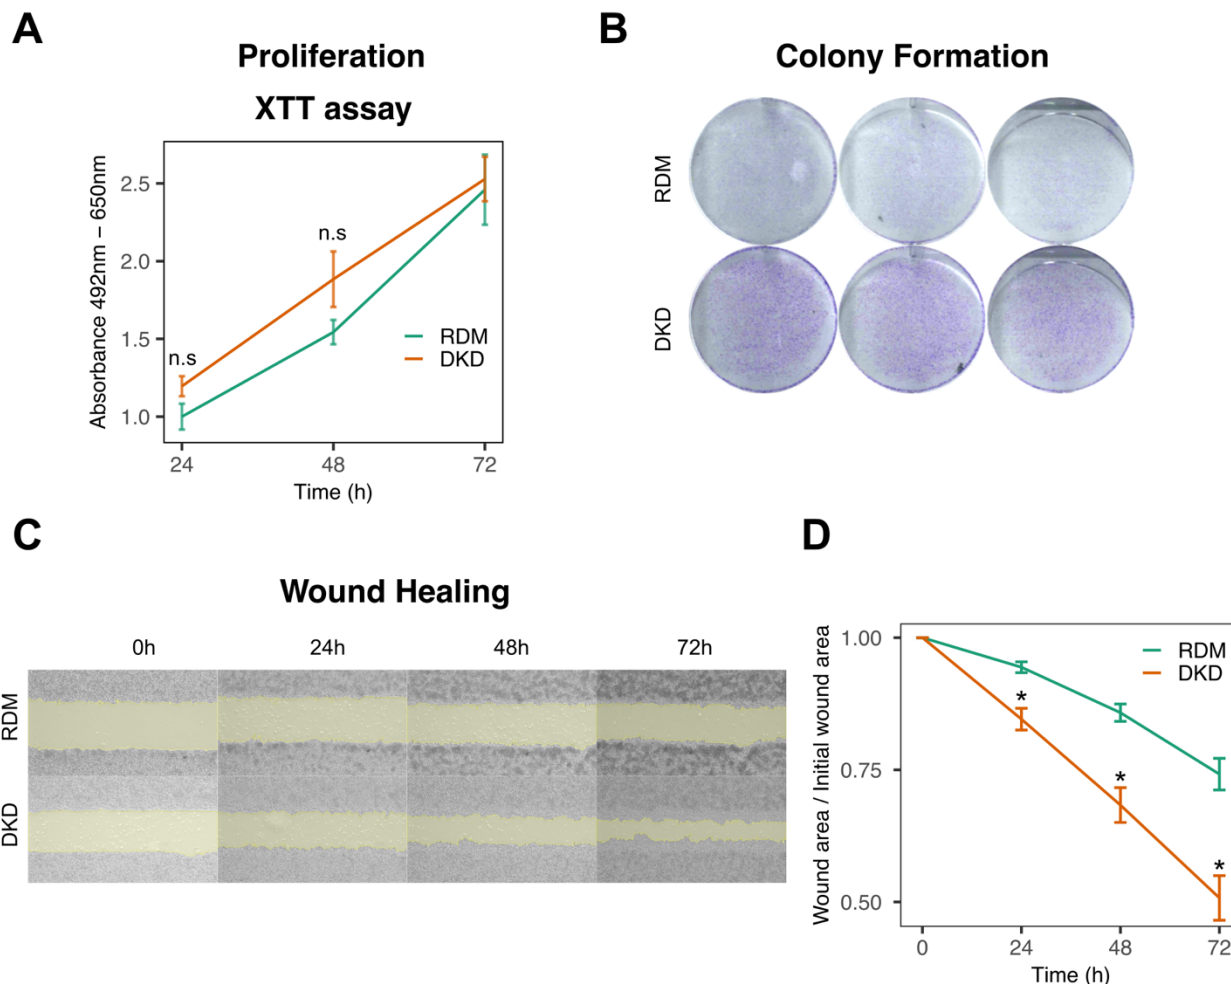 A
Proliferation
XTT assay
Absorbance 492nm − 650nm
2.5
2.0
1.5
1.0
n.s
n.s
RDM
DKD
24
48
72
Time (h)
B
Colony Formation
RDM
DKD
C
Wound Healing
0h
24h
48h
72h
RDM
DKD
D
Wound area / Initial wound area
1.00
0.75
0.50
RDM
DKD
*
*
*
0
24
48
72
Time (h)